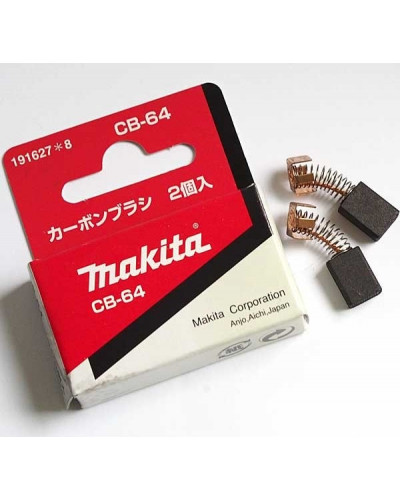 191627*8
CB-64
カーボンブラシ 2個入
makita
CB-64
Makita Corporation
Anjo,Aichi,Japan